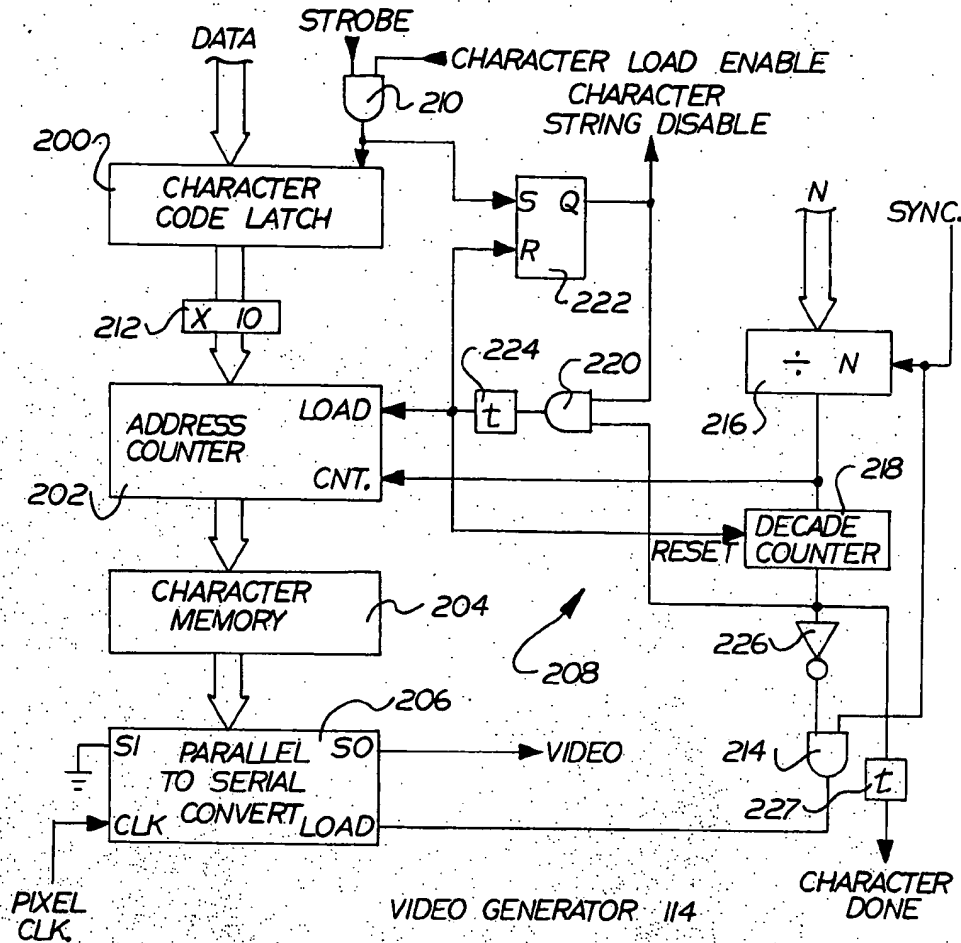 STROBE
DATA
CHARACTER LOAD ENABLE
210
CHARACTER
STRING DISABLE
200
CHARACTER
CODE LATCH
S Q
R
222
N
SYNC.
212
X 10
224
220
÷ N
216
t
LOAD
ADDRESS
COUNTER
CNT.
202
218
DECADE
COUNTER
RESET
CHARACTER
MEMORY
204
208
226
206
SI
PARALLEL
TO SERIAL
CONVERT
SO
VIDEO
CLK
LOAD
214
t
227
PIXEL
CLK.
CHARACTER
DONE
VIDEO GENERATOR 114